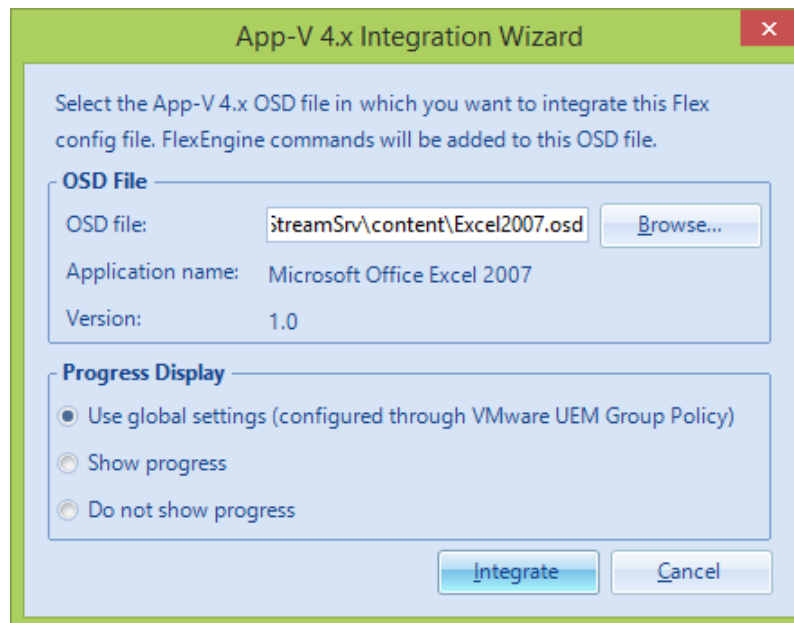 App-V 4.x Integration Wizard
Select the App-V 4.x OSD file in which you want to integrate this Flex
config file. FlexEngine commands will be added to this OSD file.
OSD File
OSD file: StreamSrv\content\Excel2007.osd Browse...
Application name: Microsoft Office Excel 2007
Version: 1.0
Progress Display
Use global settings (configured through VMware UEM Group Policy)
Show progress
Do not show progress
Integrate Cancel